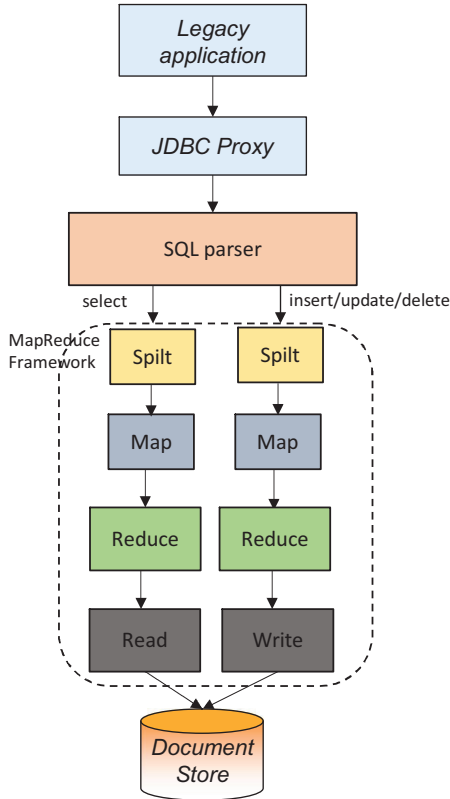 Legacy
application
JDBC Proxy
SQL parser
select
insert/update/delete
MapReduce
Framework
Spilt
Spilt
Map
Map
Reduce
Reduce
Read
Write
Document
Store